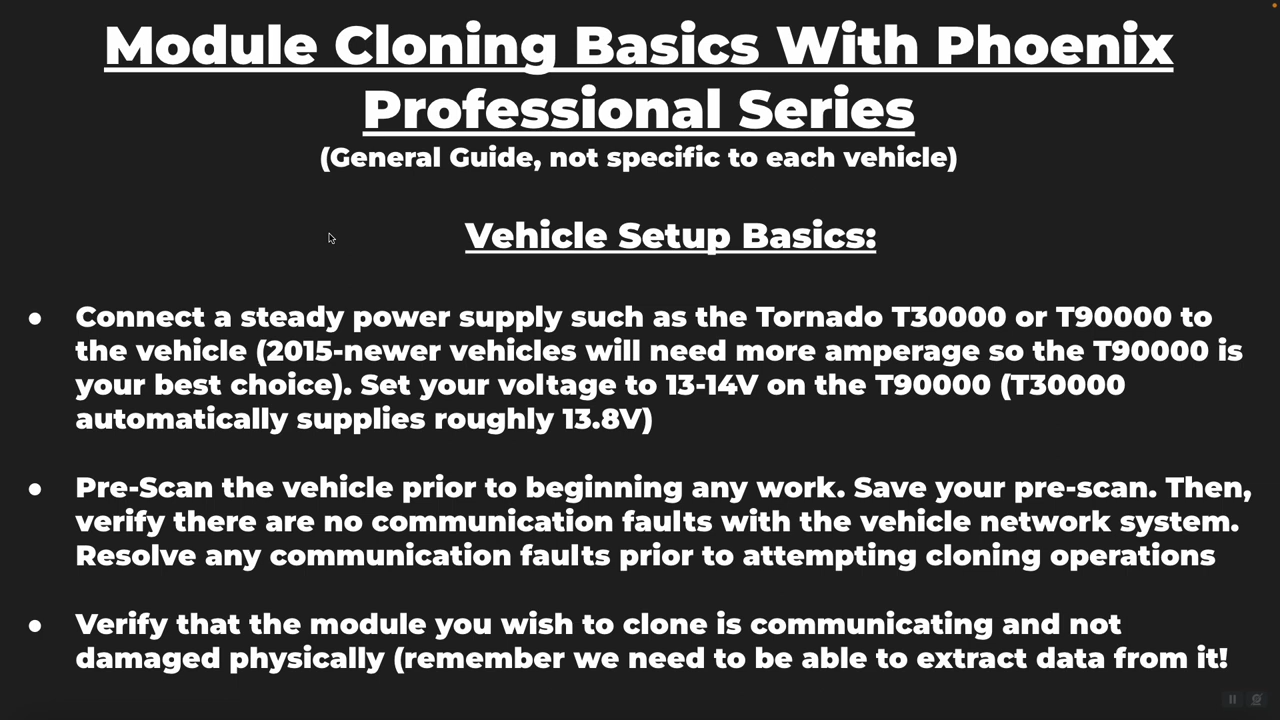 Module Cloning Basics With Phoenix
Professional Series
(General Guide, not specific to each vehicle)
Vehicle Setup Basics:
● Connect a steady power supply such as the Tornado T30000 or T90000 to
the vehicle (2015-newer vehicles will need more amperage so the T90000 is
your best choice). Set your voltage to 13-14V on the T90000 (T30000
automatically supplies roughly 13.8V)
● Pre-Scan the vehicle prior to beginning any work. Save your pre-scan. Then,
verify there are no communication faults with the vehicle network system.
Resolve any communication faults prior to attempting cloning operations
● Verify that the module you wish to clone is communicating and not
damaged physically (remember we need to be able to extract data from it!